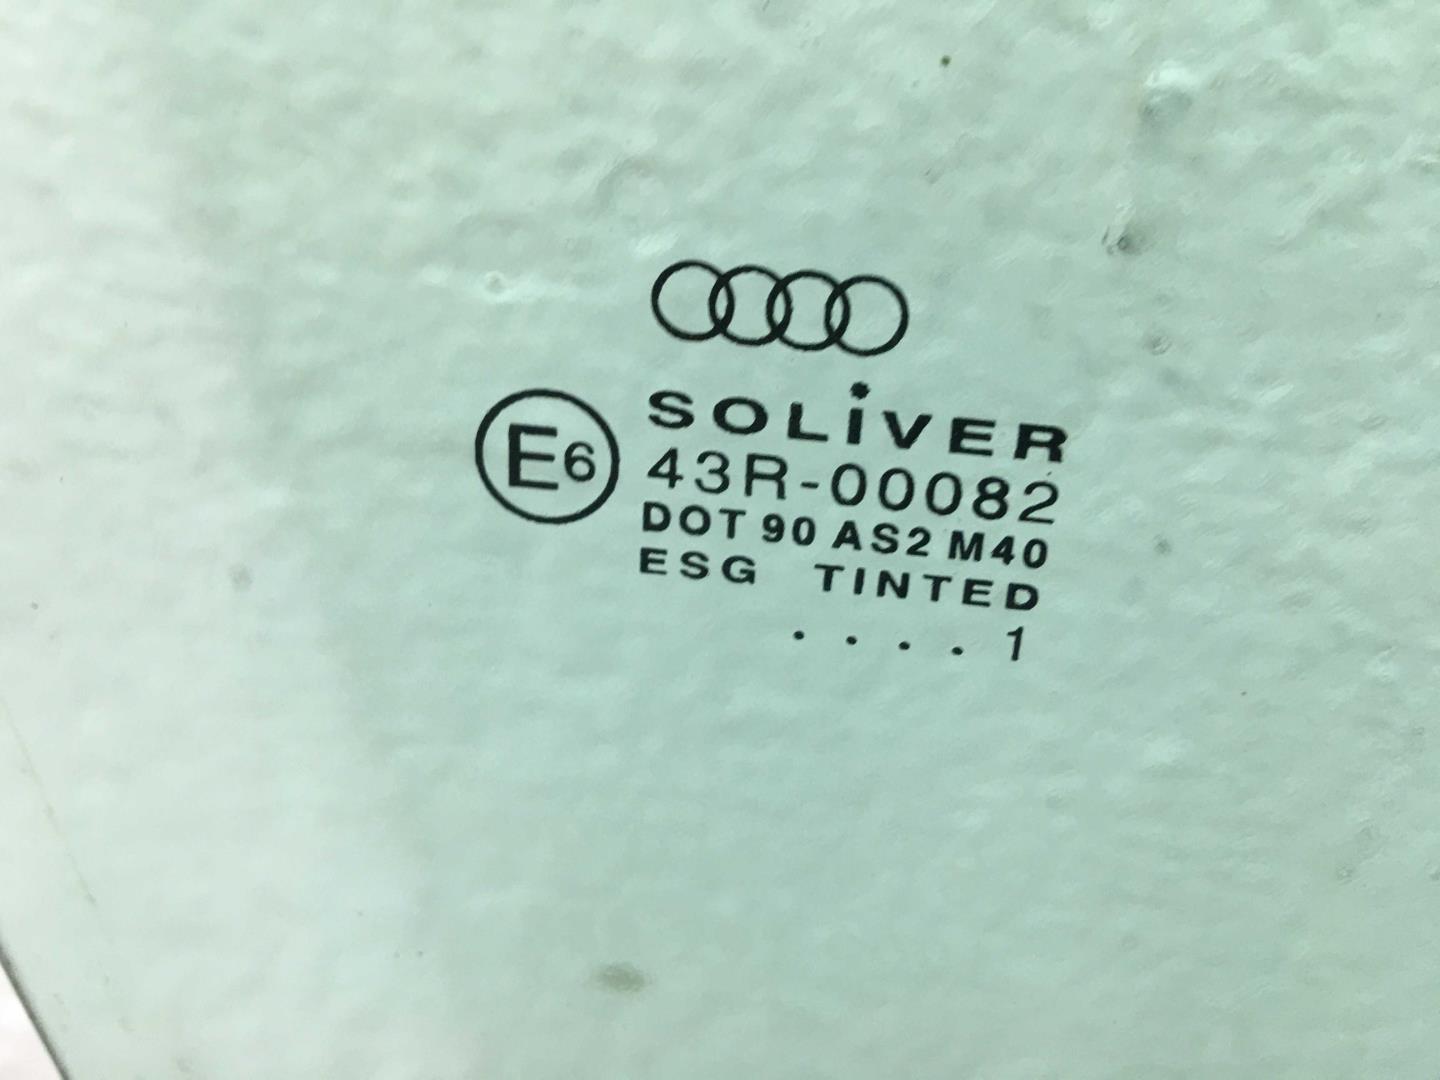 SOLiVER
E6
43R-00082
DOT 90 AS2 M40
ESG TINTED
. . . . 1